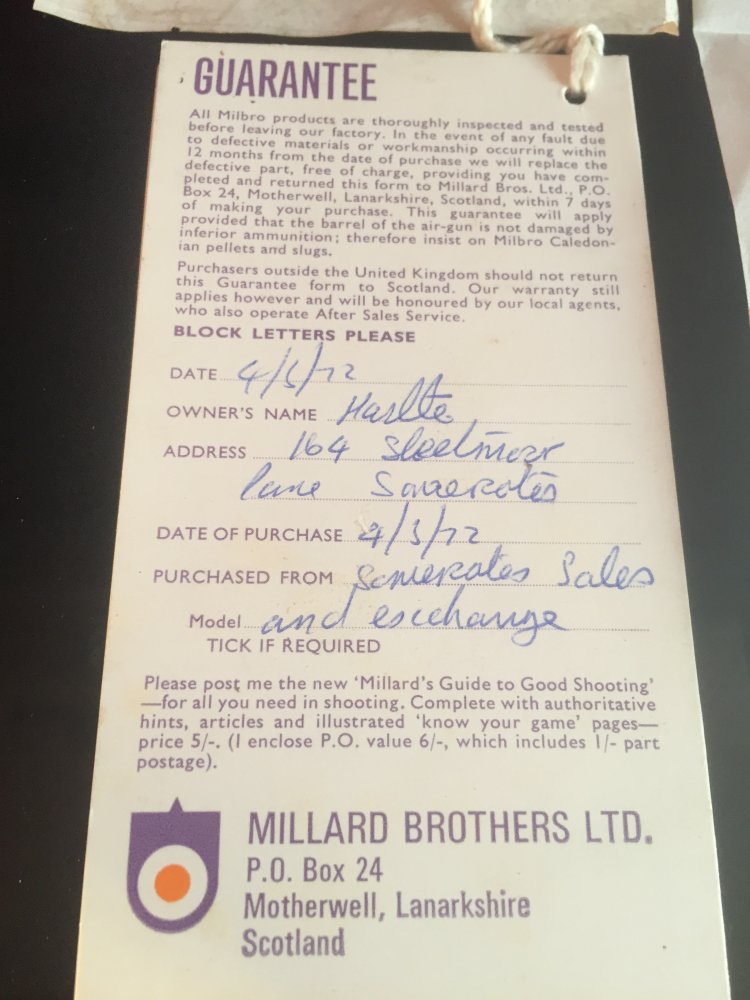 GUARANTEE
All Milbro products are thoroughly inspected and tested
before leaving our factory. In the event of any fault due
to defective materials or workmanship occurring within
12 months from the date of purchase we will replace the
defective part, free of charge, providing you have com-
pleted and returned this form to Millard Bros. Ltd., P.O.
Box 24, Motherwell, Lanarkshire, Scotland, within 7 days
of making your purchase. This guarantee will apply
provided that the barrel of the air-gun is not damaged by
inferior ammunition; therefore insist on Milbro Caledon-
ian pellets and slugs.
Purchasers outside the United Kingdom should not return
this Guarantee form to Scotland. Our warranty still
applies however and will be honoured by our local agents,
who also operate After Sales Service.
BLOCK LETTERS PLEASE
DATE
OWNER'S NAME
ADDRESS 164
lane
DATE OF PURCHASE
PURCHASED FROM Sales
Model and
TICK IF REQUIRED
Please post me the new 'Millard's Guide to Good Shooting'
—for all you need in shooting. Complete with authoritative
hints, articles and illustrated 'know your game' pages—
price 5/-. (I enclose P.O. value 6/-, which includes 1/- part
postage).
MILLARD BROTHERS LTD.
P.O. Box 24
Motherwell, Lanarkshire
Scotland